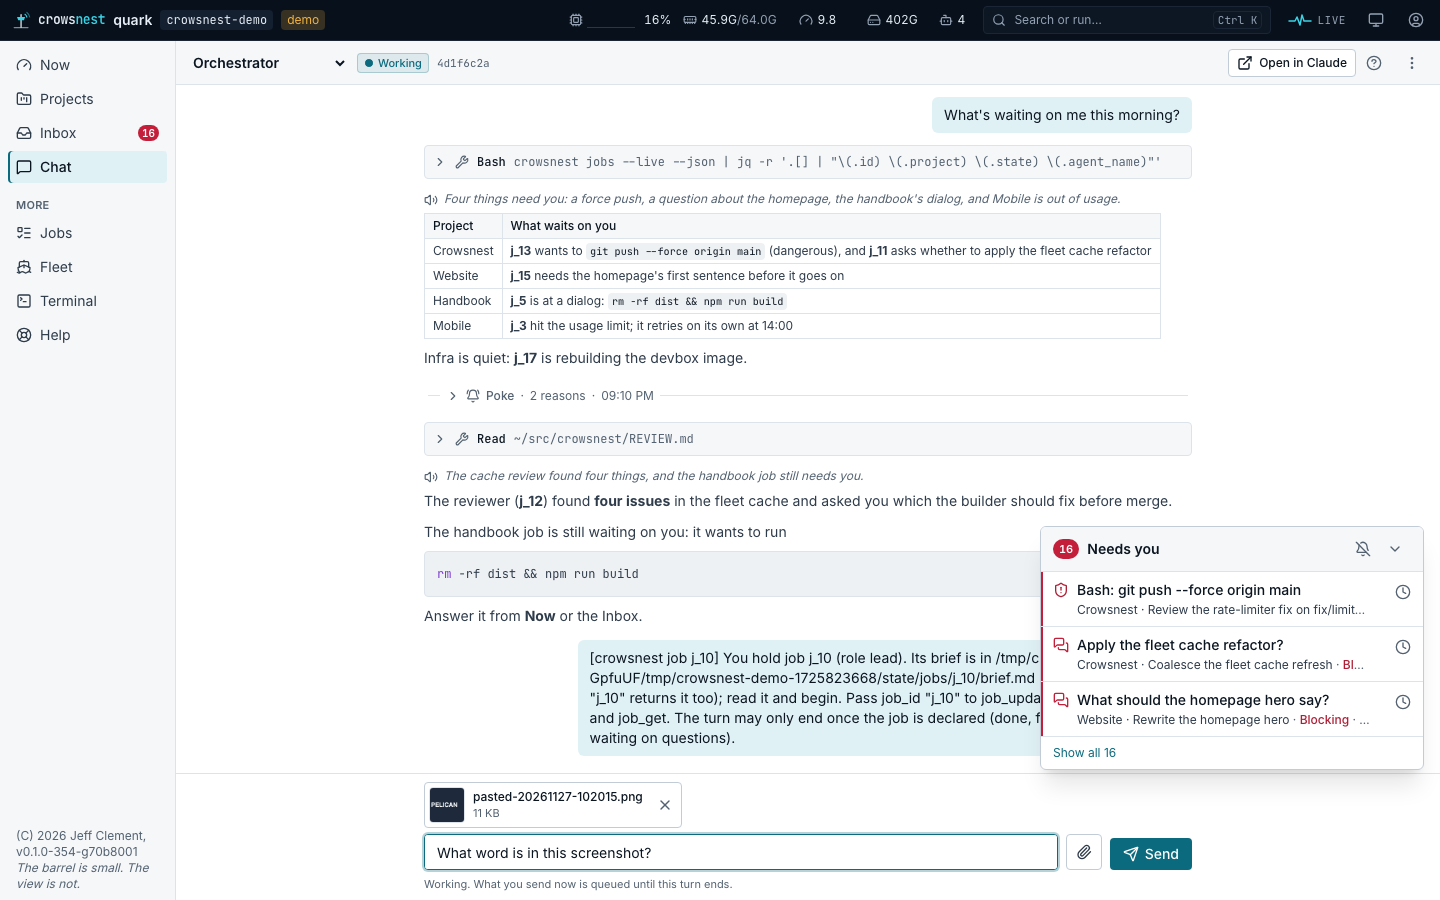 crowsnest quark crowsnest-demo demo 16% 45.9G/64.0G 9.8 402G 4 Search or run... Ctrl K LIVE
Now
Projects
Inbox 16
Chat
MORE
Jobs
Fleet
Terminal
Help
(C) 2026 Jeff Clement,
v0.1.0-354-g70b8001
The barrel is small. The
view is not.
Orchestrator Working 4d1f6c2a Open in Claude
What's waiting on me this morning?
Bash crowsnest jobs --live --json | jq -r '.[] | "\(.id) \(.project) \(.state) \(.agent_name)"'
Four things need you: a force push, a question about the homepage, the handbook's dialog, and Mobile is out of usage.
Project What waits on you
Crowsnest j_13 wants to git push --force origin main (dangerous), and j_11 asks whether to apply the fleet cache refactor
Website j_15 needs the homepage's first sentence before it goes on
Handbook j_5 is at a dialog: rm -rf dist && npm run build
Mobile j_3 hit the usage limit; it retries on its own at 14:00
Infra is quiet: j_17 is rebuilding the devbox image.
Poke · 2 reasons · 09:10 PM
Read ~/src/crowsnest/REVIEW.md
The cache review found four things, and the handbook job still needs you.
The reviewer (j_12) found four issues in the fleet cache and asked you which the builder should fix before merge.
The handbook job is still waiting on you: it wants to run
rm -rf dist && npm run build
Answer it from Now or the Inbox.
[crowsnest job j_10] You hold job j_10 (role lead). Its brief is in /tmp/c
GpfuUF/tmp/crowsnest-demo-1725823668/state/jobs/j_10/brief.md
"j_10" returns it too); read it and begin. Pass job_id "j_10" to job_upda
and job_get. The turn may only end once the job is declared (done, f
waiting on questions).
16 Needs you
Bash: git push --force origin main
Crowsnest · Review the rate-limiter fix on fix/limit...
Apply the fleet cache refactor?
Crowsnest · Coalesce the fleet cache refresh · Bl...
What should the homepage hero say?
Website · Rewrite the homepage hero · Blocking · ...
Show all 16
PELICAN
pasted-20261127-102015.png
11 KB
What word is in this screenshot?
Send
Working. What you send now is queued until this turn ends.